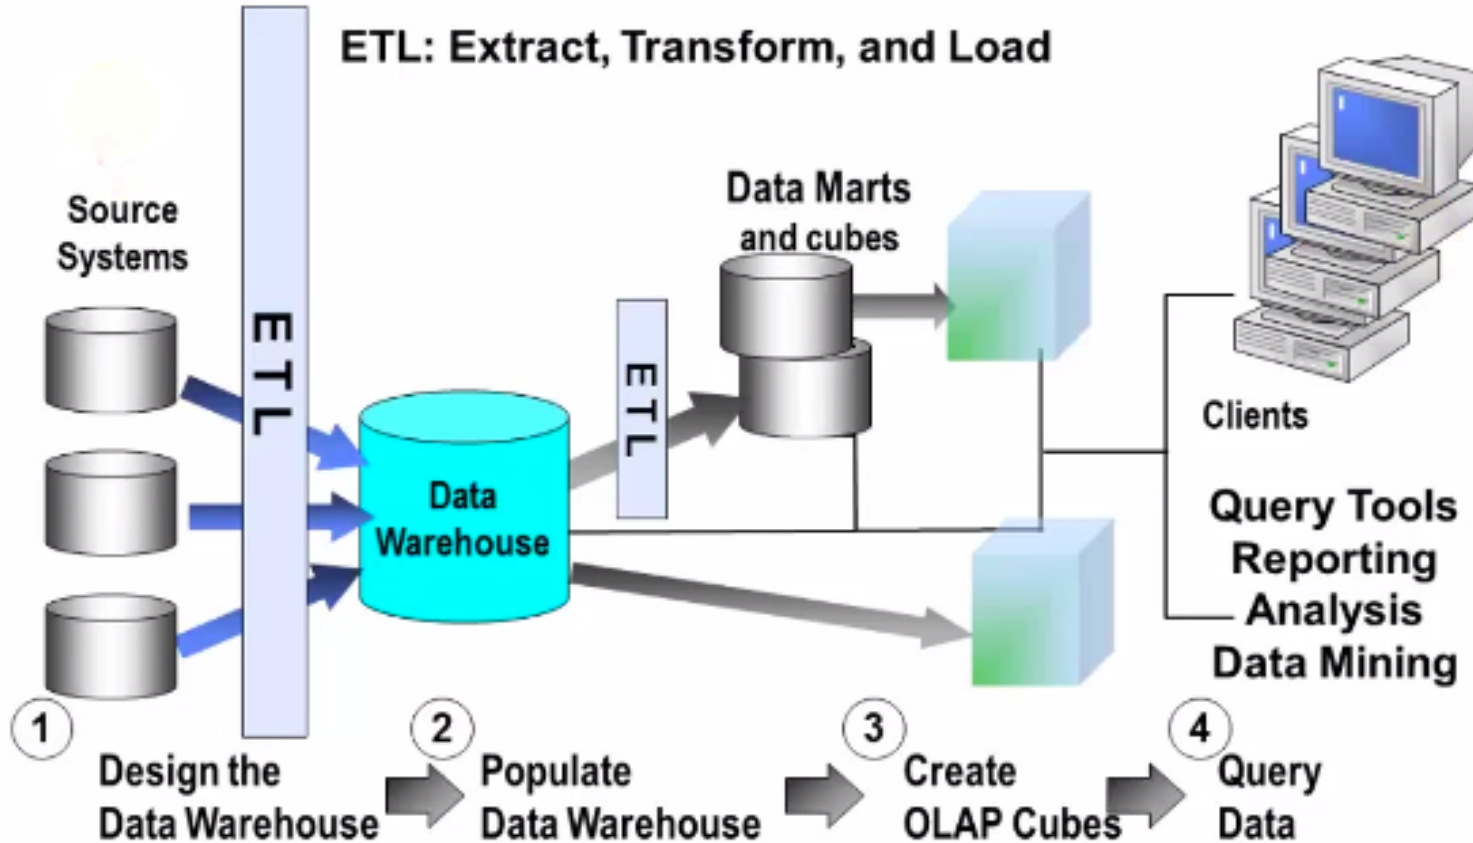 ETL: Extract, Transform, and Load
Source
Systems
ETL
Data
Warehouse
ETL
Data Marts
and cubes
Clients
Query Tools
Reporting
Analysis
Data Mining
1
Design the
Data Warehouse
2
Populate
Data Warehouse
3
Create
OLAP Cubes
4
Query
Data